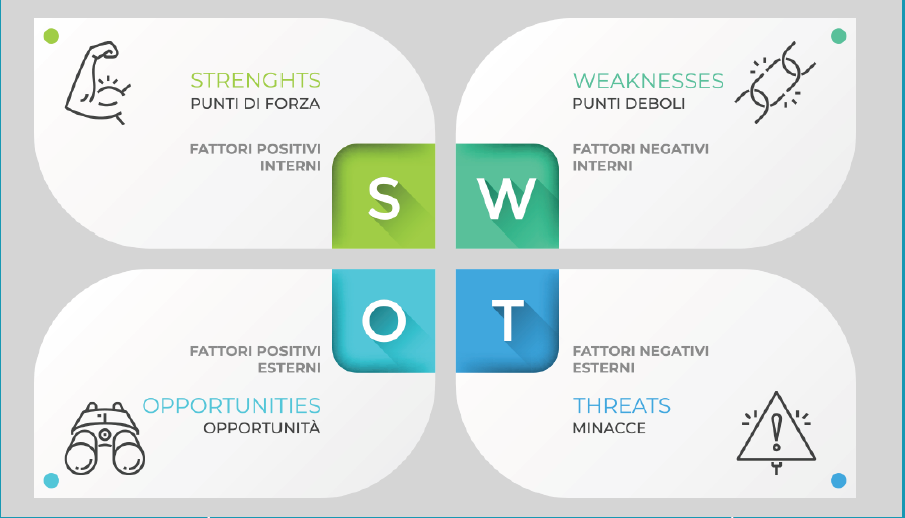 STRENGHTS
PUNTI DI FORZA
FATTORI POSITIVI
INTERNI
S
WEAKNESSES
PUNTI DEBOLI
FATTORI NEGATIVI
INTERNI
W
O
FATTORI POSITIVI
ESTERNI
OPPORTUNITIES
OPPORTUNITÀ
T
FATTORI NEGATIVI
ESTERNI
THREATS
MINACCE